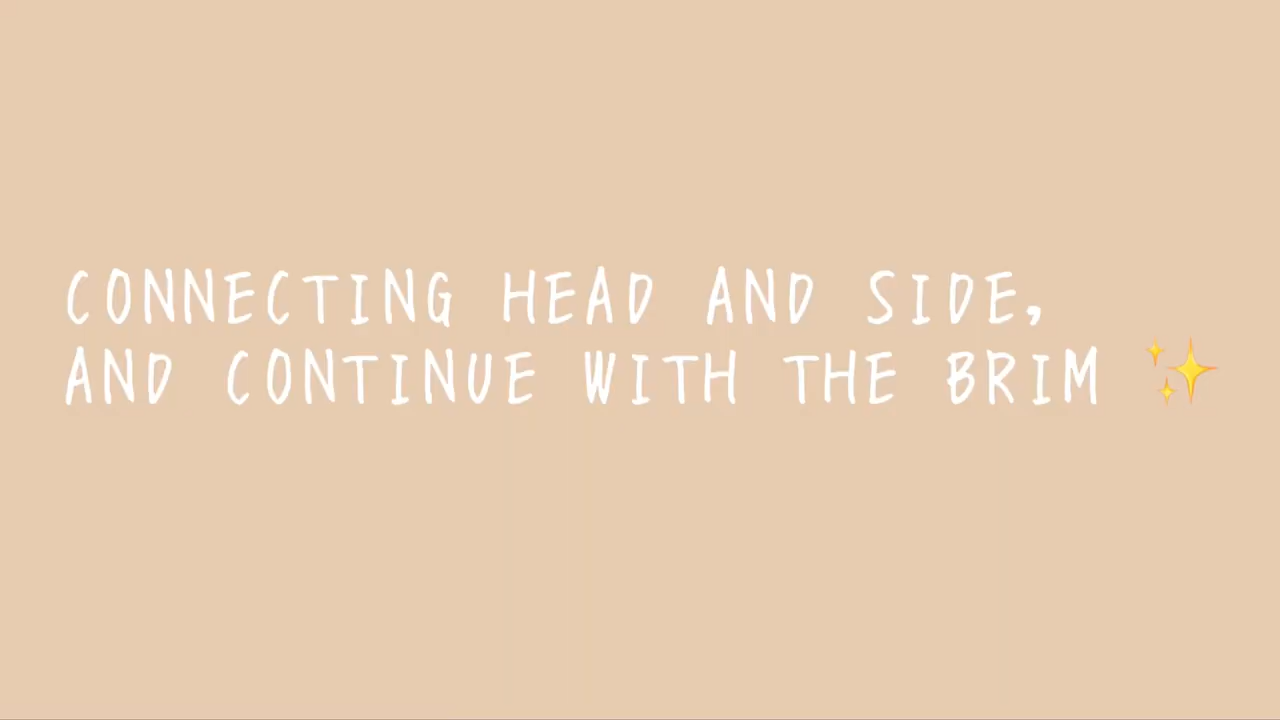 CONNECTING HEAD AND SIDE,
AND CONTINUE WITH THE BRIM ✨